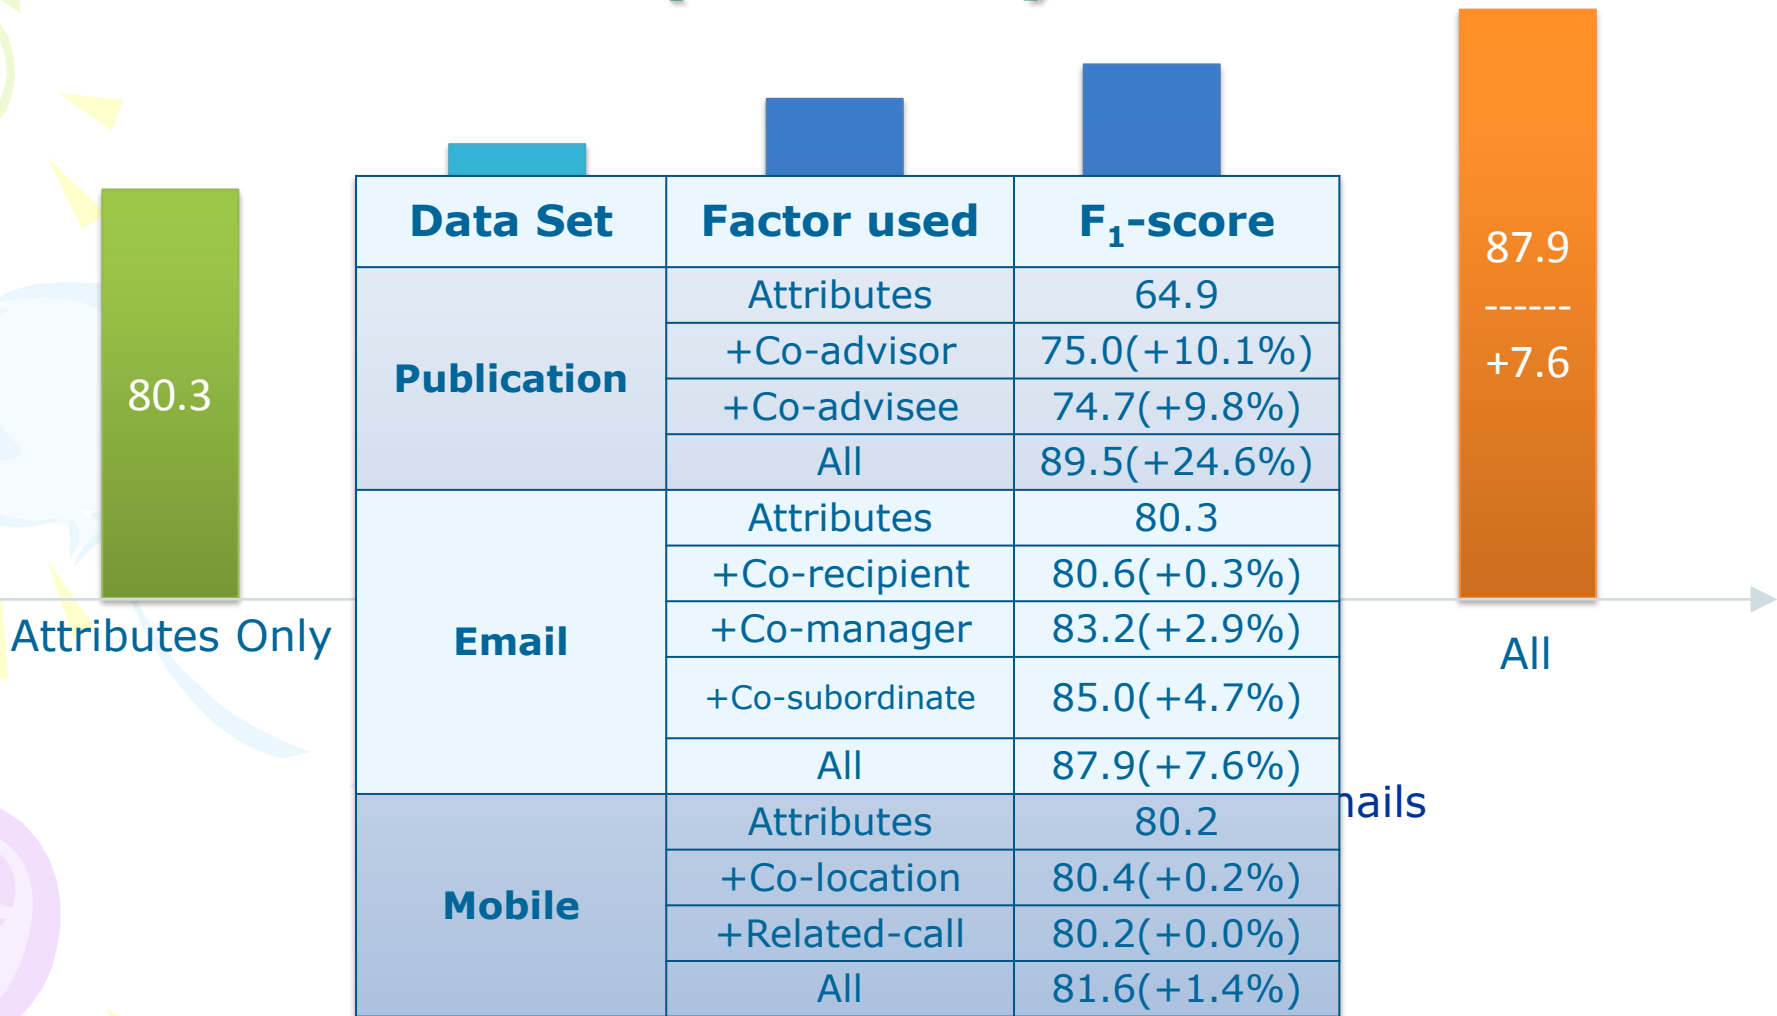 Data Set Factor used F1-score
Publication
Attributes 64.9
+Co-advisor 75.0(+10.1%)
+Co-advisee 74.7(+9.8%)
All 89.5(+24.6%)
Email
Attributes 80.3
+Co-recipient 80.6(+0.3%)
+Co-manager 83.2(+2.9%)
+Co-subordinate 85.0(+4.7%)
All 87.9(+7.6%)
Mobile
Attributes 80.2
+Co-location 80.4(+0.2%)
+Related-call 80.2(+0.0%)
All 81.6(+1.4%)
80.3
Attributes Only
87.9
------
+7.6
All